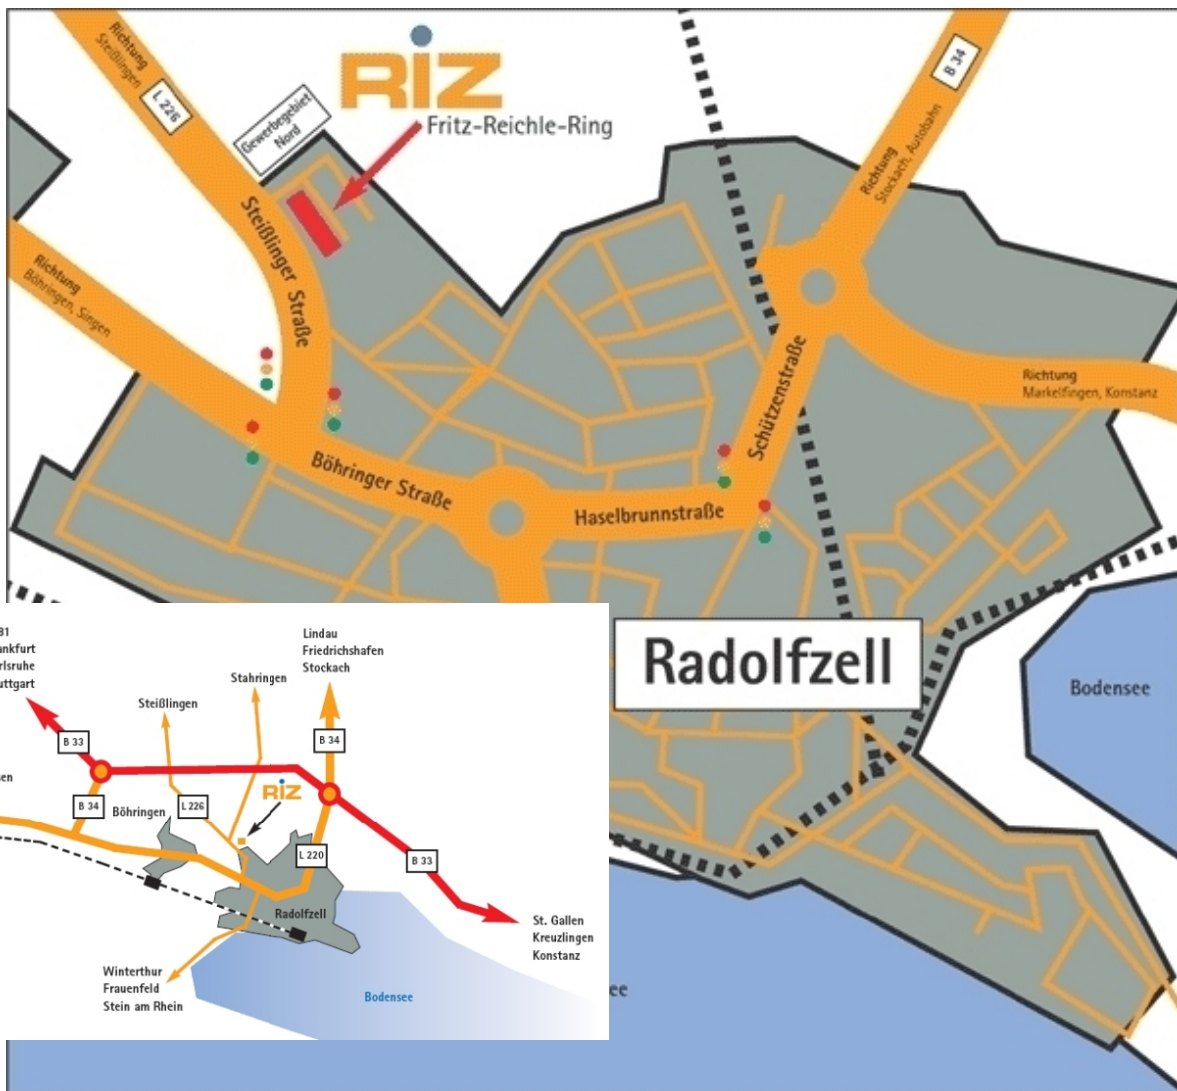 Richtung
Steißlingen
L 226
Gewerbegebiet
Nord
RiZ
Fritz-Reichle-Ring
B 34
Richtung
Stockach, Autobahn
Steißlinger Straße
Richtung
Böhringen, Singen
Schützenstraße
Richtung
Markelfingen, Konstanz
Böhringer Straße
Haselbrunnstraße
Radolfzell
Bodensee
Lindau
Friedrichshafen
Stockach
Stahringen
Steißlingen
B 33
B 34
RiZ
B 34
Böhringen
L 226
L 220
B 33
Radolfzell
St. Gallen
Kreuzlingen
Konstanz
Winterthur
Frauenfeld
Stein am Rhein
Bodensee